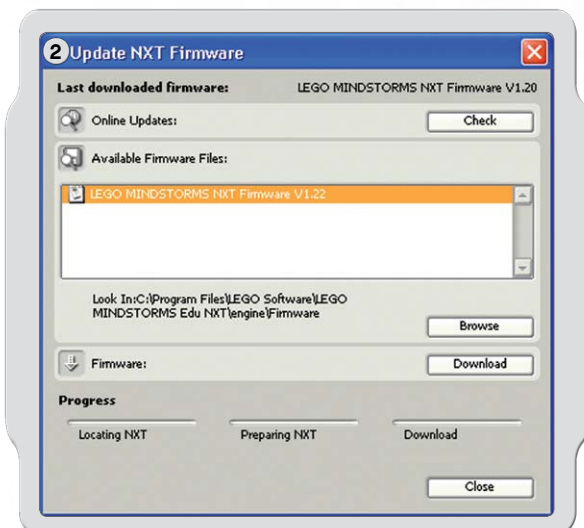 2 Update NXT Firmware
Last downloaded firmware: LEGO MINDSTORMS NXT Firmware V1.20
Online Updates: Check
Available Firmware Files:
LEGO MINDSTORMS NXT Firmware V1.22
Look In:C:\Program Files\LEGO Software\LEGO
MINDSTORMS Edu NXT\engine\Firmware
Browse
Firmware: Download
Progress
Locating NXT Preparing NXT Download
Close